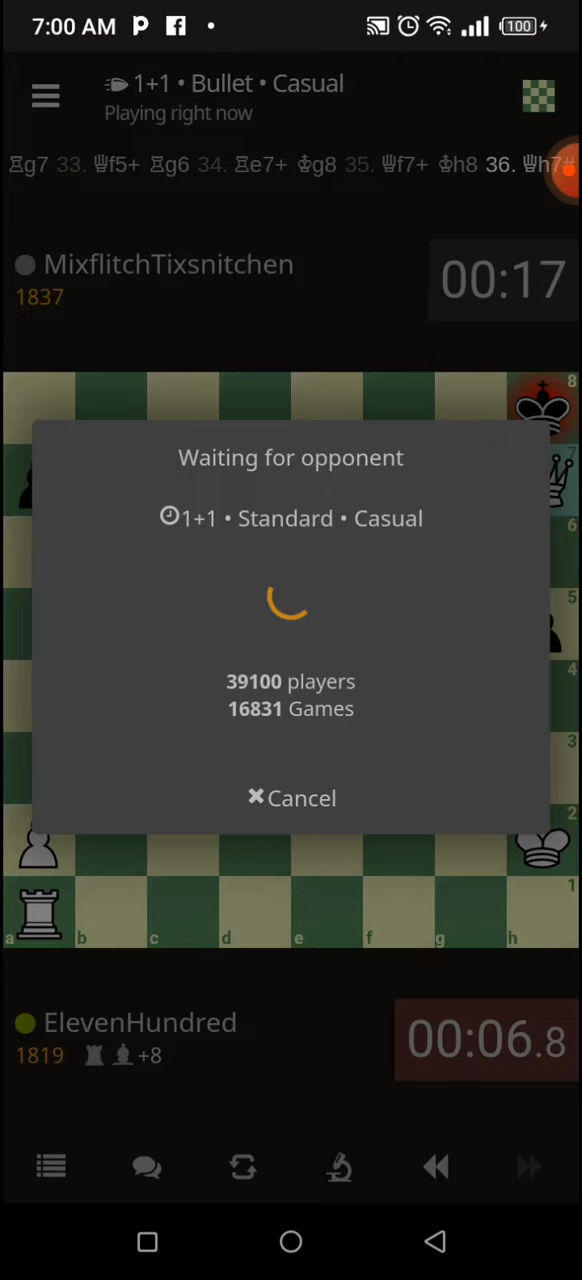 7:00 AM
100
1+1 • Bullet • Casual
Playing right now
♖g7 33. ♕f5+ ♖g6 34. ♖e7+ ♔g8 35. ♕f7+ ♔h8 36. ♕h7#
MixflitchTixsnitchen
00:17
1837
8
7
Waiting for opponent
1+1 • Standard • Casual
6
5
39100 players
16831 Games
4
3
Cancel
2
1
a b c d e f g h
ElevenHundred
00:06.8
1819 +8